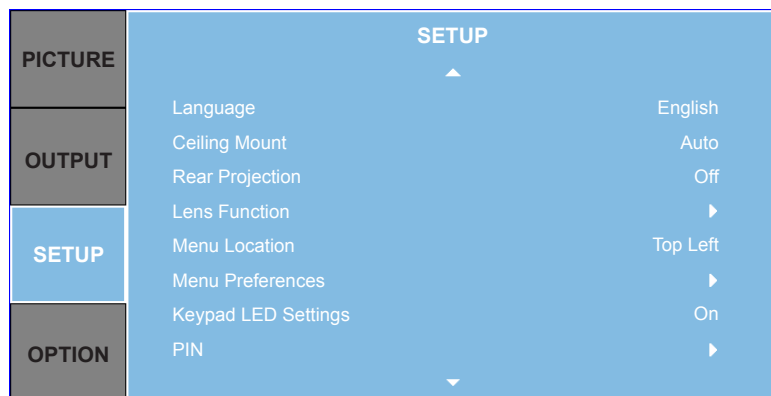 PICTURE
OUTPUT
SETUP
OPTION
SETUP
Language English
Ceiling Mount Auto
Rear Projection Off
Lens Function
Menu Location Top Left
Menu Preferences
Keypad LED Settings On
PIN